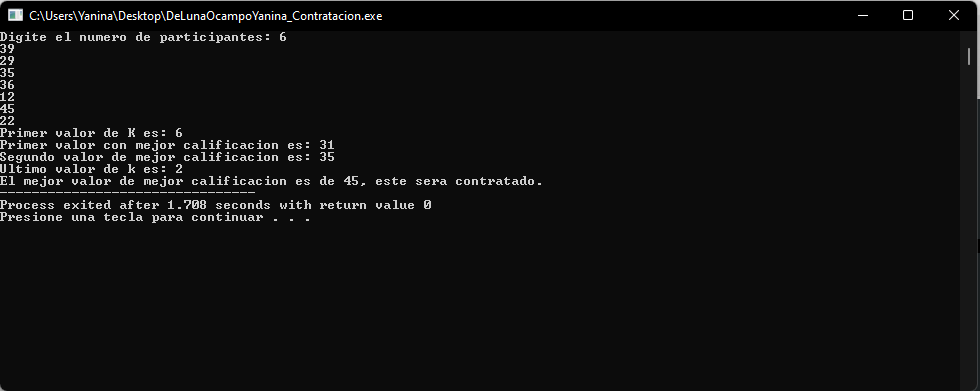 C:\Users\Yanina\Desktop\DeLunaOcampoYanina_Contratacion.exe
Digite el numero de participantes: 6
39
29
35
36
12
45
22
Primer valor de K es: 6
Primer valor con mejor calificacion es: 31
Segundo valor de mejor calificacion es: 35
Ultimo valor de k es: 2
El mejor valor de mejor calificacion es de 45, este sera contratado.
--------------------------------
Process exited after 1.708 seconds with return value 0
Presione una tecla para continuar . . .